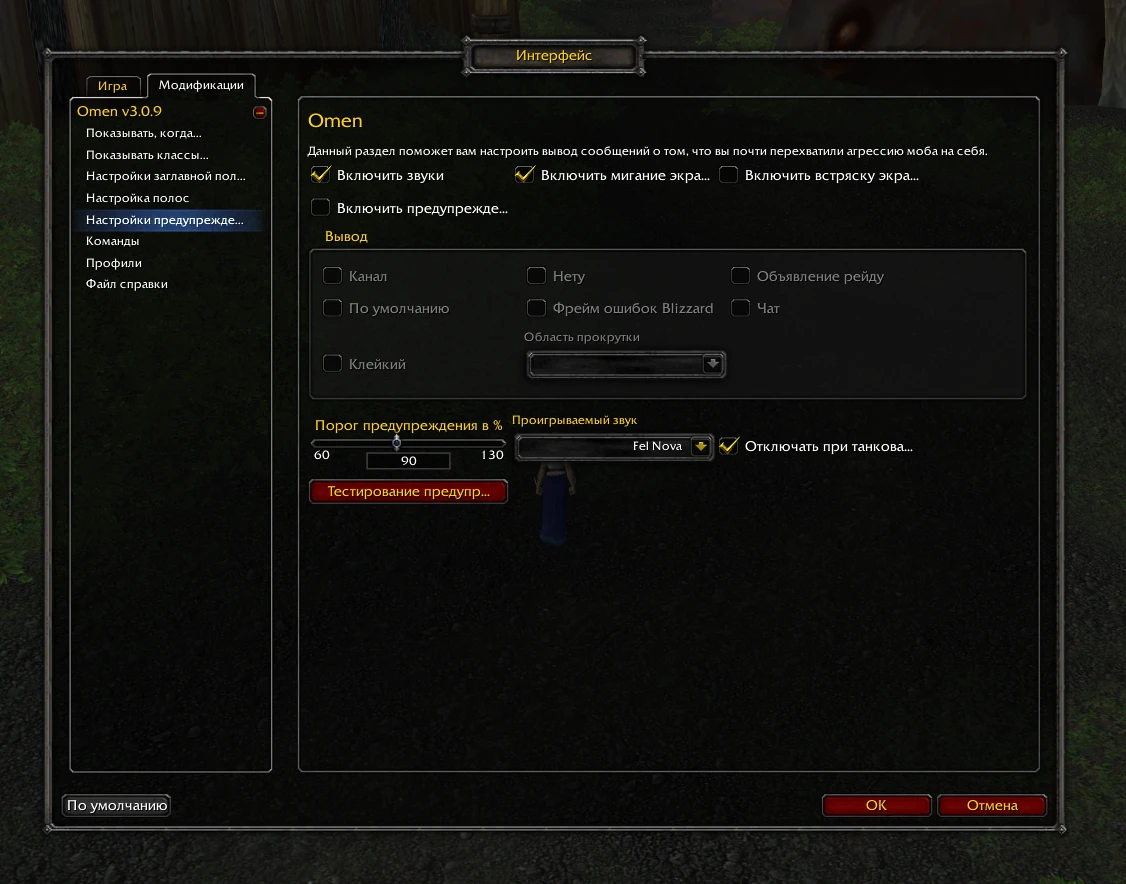 Интерфейс
Игра
Модификации
Omen v3.0.9
Показывать, когда...
Показывать классы...
Настройки заглавной пол...
Настройка полос
Настройки предупрежде...
Команды
Профили
Файл справки
Omen
Данный раздел поможет вам настроить вывод сообщений о том, что вы почти перехватили агрессию моба на себя.
Включить звуки
Включить мигание экра...
Включить встряску экра...
Включить предупрежде...
Вывод
Канал
Нету
Объявление рейду
По умолчанию
Фрейм ошибок Blizzard
Чат
Область прокрутки
Клейкий
Порог предупреждения в %
60
90
130
Проигрываемый звук
Fel Nova
Отключать при танкова...
Тестирование предупр...
По умолчанию
ОК
Отмена